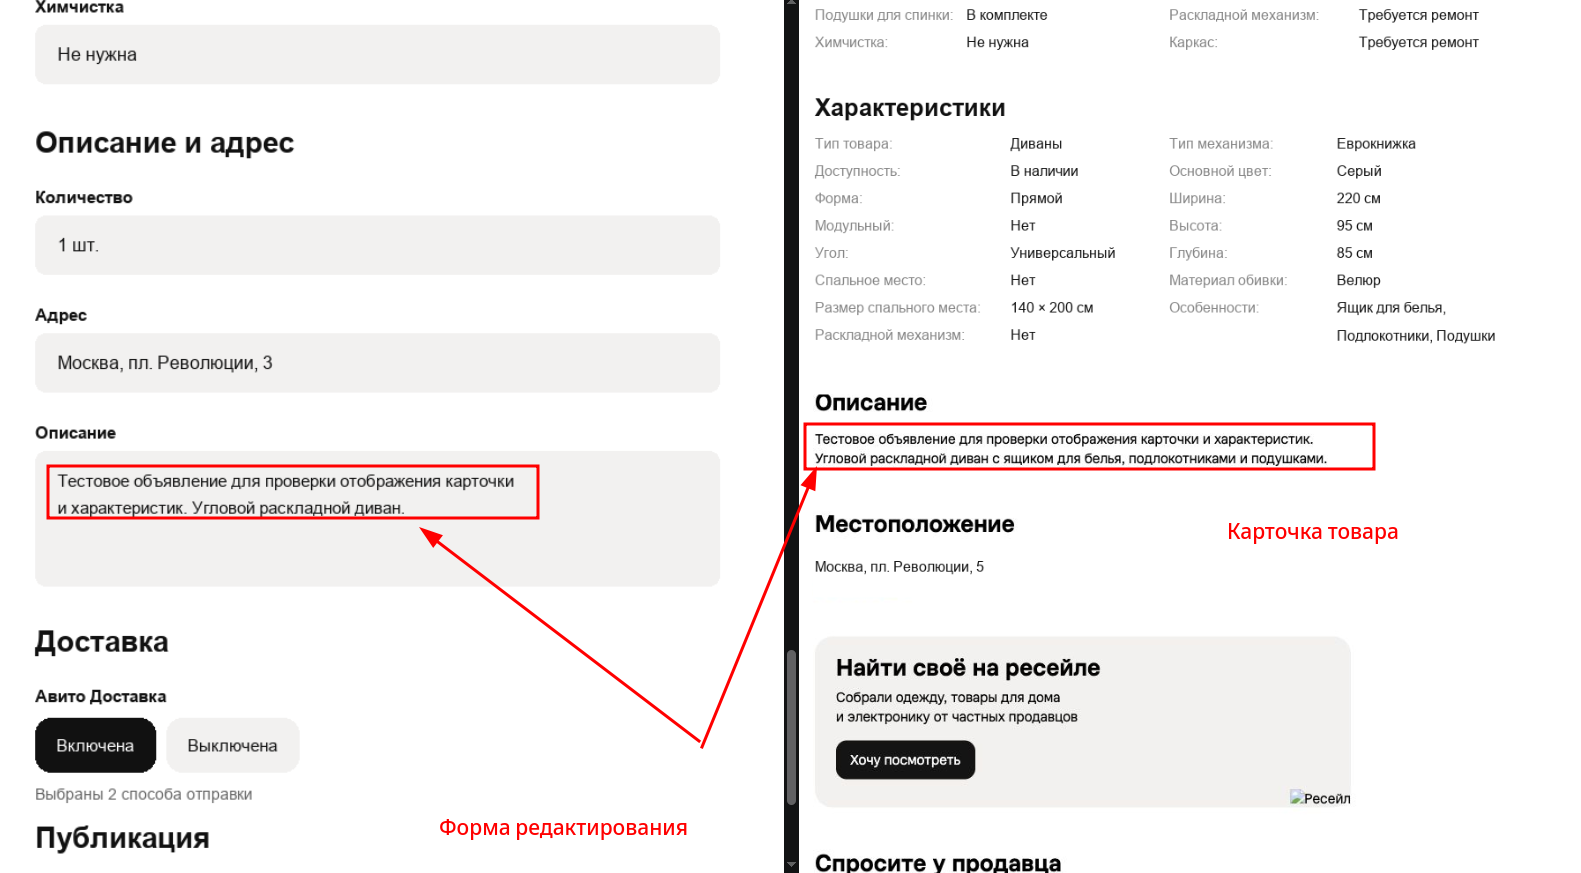 Химчистка
Не нужна
Описание и адрес
Количество
1 шт.
Адрес
Москва, пл. Революции, 3
Описание
Тестовое объявление для проверки отображения карточки
и характеристик. Угловой раскладной диван.
Доставка
Авито Доставка
Включена Выключена
Выбраны 2 способа отправки
Форма редактирования
Публикация
Подушки для спинки: В комплекте Раскладной механизм: Требуется ремонт
Химчистка: Не нужна Каркас: Требуется ремонт
Характеристики
Тип товара: Диваны Тип механизма: Еврокнижка
Доступность: В наличии Основной цвет: Серый
Форма: Прямой Ширина: 220 см
Модульный: Нет Высота: 95 см
Угол: Универсальный Глубина: 85 см
Спальное место: Нет Материал обивки: Велюр
Размер спального места: 140 × 200 см Особенности: Ящик для белья,
Раскладной механизм: Нет Подлокотники, Подушки
Описание
Тестовое объявление для проверки отображения карточки и характеристик.
Угловой раскладной диван с ящиком для белья, подлокотниками и подушками.
Местоположение
Карточка товара
Москва, пл. Революции, 5
Найти своё на ресейле
Собрали одежду, товары для дома
и электронику от частных продавцов
Хочу посмотреть
Ресейл
Спросите у продавца